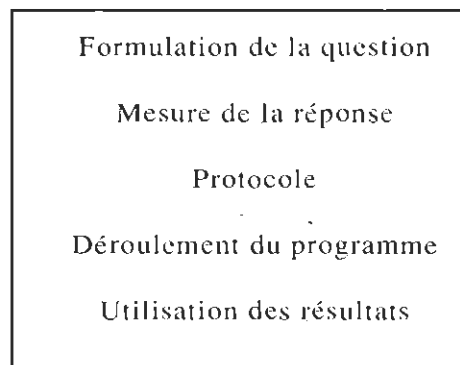 Formulation de la question
Mesure de la réponse
Protocole
Déroulement du programme
Utilisation des résultats